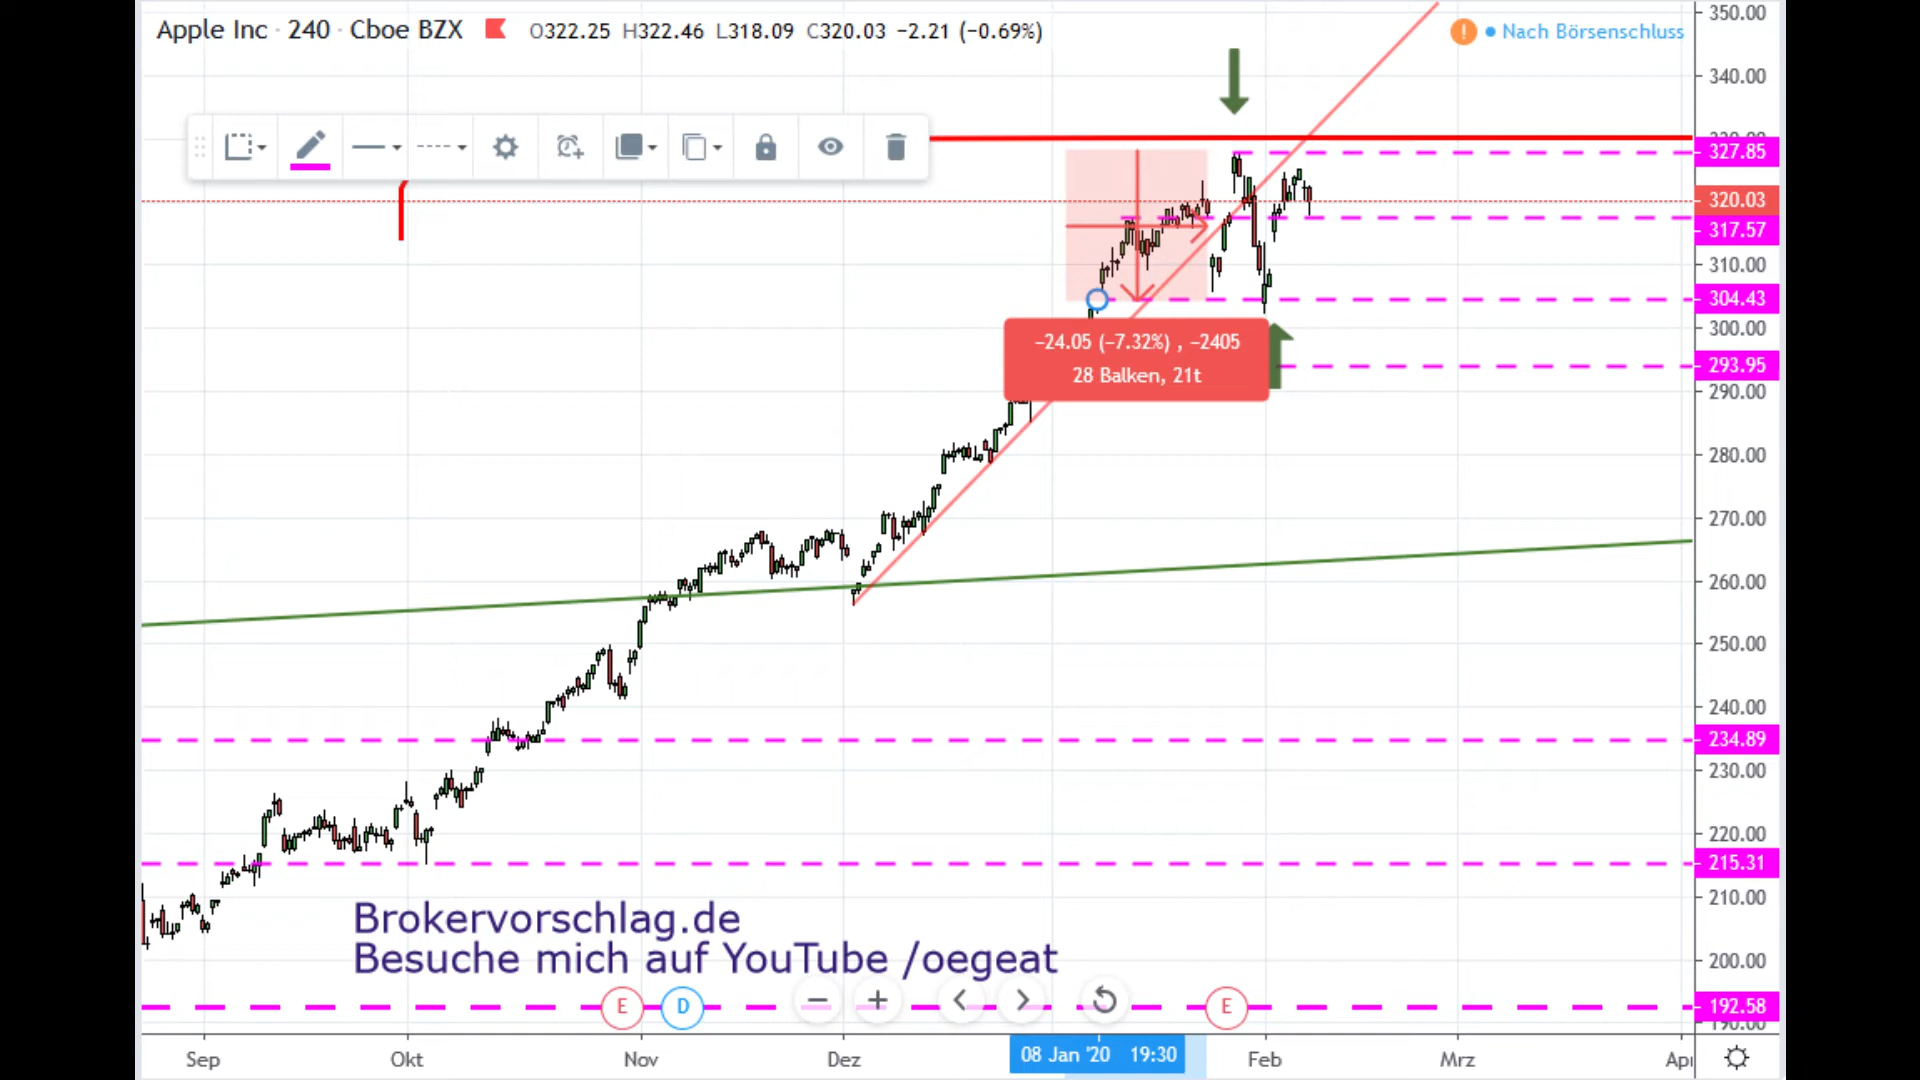 Apple Inc · 240 · Cboe BZX O322.25 H322.46 L318.09 C320.03 −2.21 (−0.69%)
! Nach Börsenschluss
350.00
340.00
327.85
320.03
317.57
310.00
304.43
300.00
293.95
290.00
280.00
270.00
260.00
250.00
240.00
234.89
230.00
220.00
215.31
210.00
200.00
192.58
190.00
−24.05 (−7.32%) , −2405
28 Balken, 21t
Brokervorschlag.de
Besuche mich auf YouTube /oegeat
E D E
Sep Okt Nov Dez 08 Jan '20 19:30 Feb Mrz